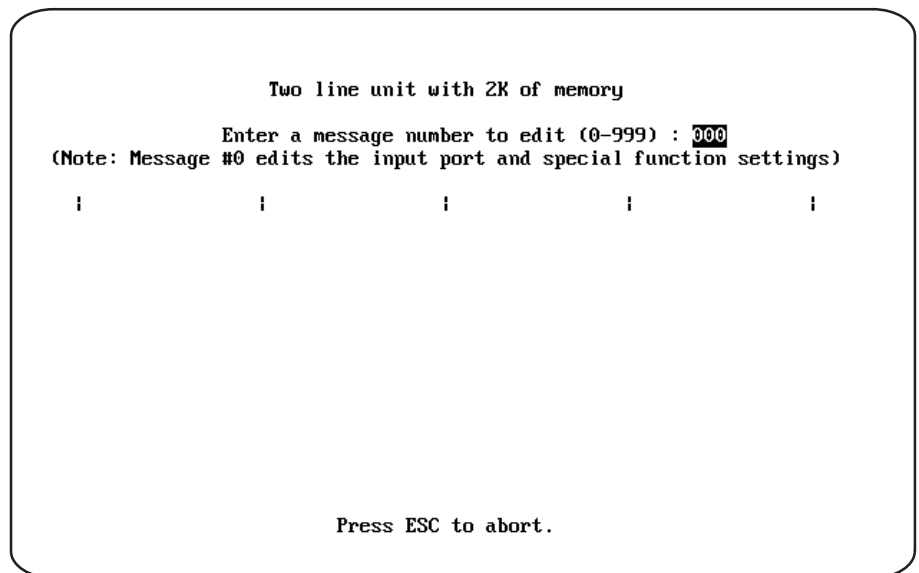 Two line unit with 2K of memory
Enter a message number to edit (0-999) : 000
(Note: Message #0 edits the input port and special function settings)
¦ ¦ ¦ ¦ ¦
Press ESC to abort.